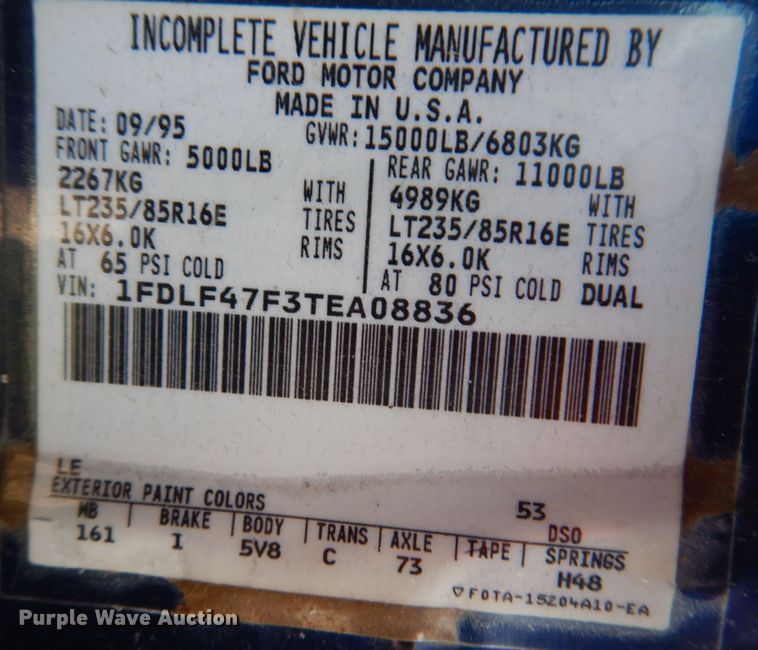 INCOMPLETE VEHICLE MANUFACTURED BY
FORD MOTOR COMPANY
MADE IN U.S.A.
DATE: 09/95
GVWR: 15000LB/6803KG
FRONT GAWR: 5000LB
2267KG WITH
LT235/85R16E TIRES
16X6.0K RIMS
AT 65 PSI COLD
REAR GAWR: 11000LB
4989KG WITH
LT235/85R16E TIRES
16X6.0K RIMS
AT 80 PSI COLD DUAL
VIN: 1FDLF47F3TEA08836
LE
EXTERIOR PAINT COLORS 53 DSO
WB BRAKE BODY TRANS AXLE TAPE SPRINGS
161 I 5V8 C 73 H48
F0TA-15204A10-EA
Purple Wave Auction